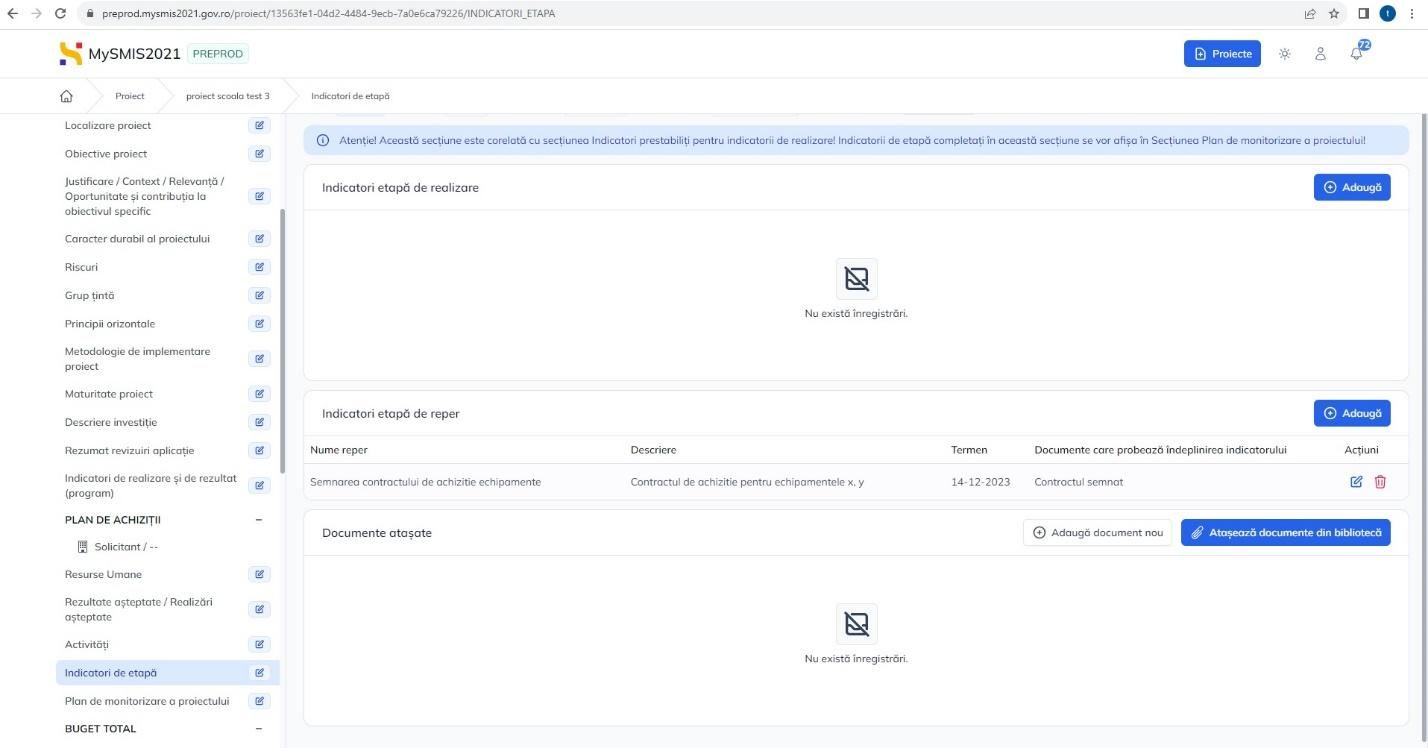 preprod.mysmis2021.gov.ro/proiect/13563fe1-04d2-4484-9ecb-7a0e6ca79226/INDICATORI_ETAPA
t
MySMIS2021 PREPROD
Proiecte
72
Proiect
proiect scoala test 3
Indicatori de etapă
Localizare proiect
Obiective proiect
Justificare / Context / Relevanță /
Oportunitate și contribuția la
obiectivul specific
Caracter durabil al proiectului
Riscuri
Grup țintă
Principii orizontale
Metodologie de implementare
proiect
Maturitate proiect
Descriere investiție
Rezumat revizuiri aplicație
Indicatori de realizare și de rezultat
(program)
PLAN DE ACHIZIȚII –
Solicitant / --
Resurse Umane
Rezultate așteptate / Realizări
așteptate
Activități
Indicatori de etapă
Plan de monitorizare a proiectului
BUGET TOTAL –
Atenție! Această secțiune este corelată cu secțiunea Indicatori prestabiliți pentru indicatorii de realizare! Indicatorii de etapă completați în această secțiune se vor afișa în Secțiunea Plan de monitorizare a proiectului!
Indicatori etapă de realizare
Adaugă
Nu există înregistrări.
Indicatori etapă de reper
Adaugă
Nume reper Descriere Termen Documente care probează îndeplinirea indicatorului Acțiuni
Semnarea contractului de achizitie echipamente Contractul de achizitie pentru echipamentele x, y 14-12-2023 Contractul semnat
Documente atașate
Adaugă document nou
Atașează documente din bibliotecă
Nu există înregistrări.